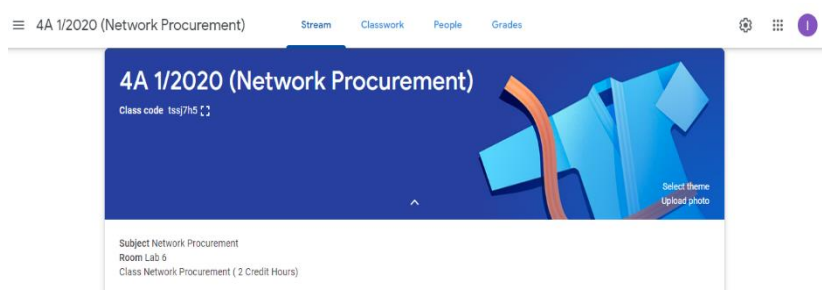 4A 1/2020 (Network Procurement) Stream Classwork People Grades I
4A 1/2020 (Network Procurement)
Class code tssj7h5
Select theme
Upload photo
Subject Network Procurement
Room Lab 6
Class Network Procurement ( 2 Credit Hours)